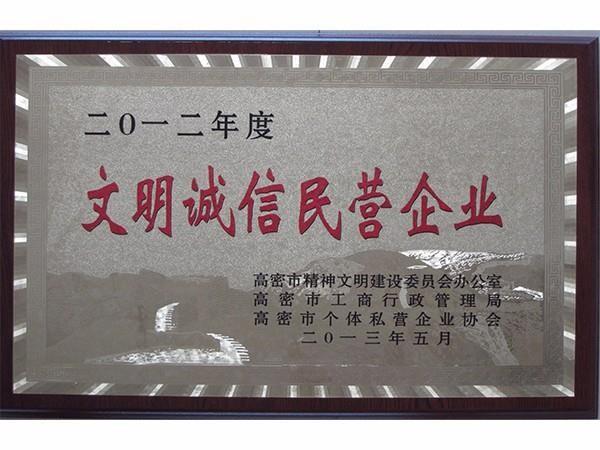 二0一二年度
文明诚信民营企业
高密市精神文明建设委员会办公室
高密市工商行政管理局
高密市个体私营企业协会
二0一三年五月